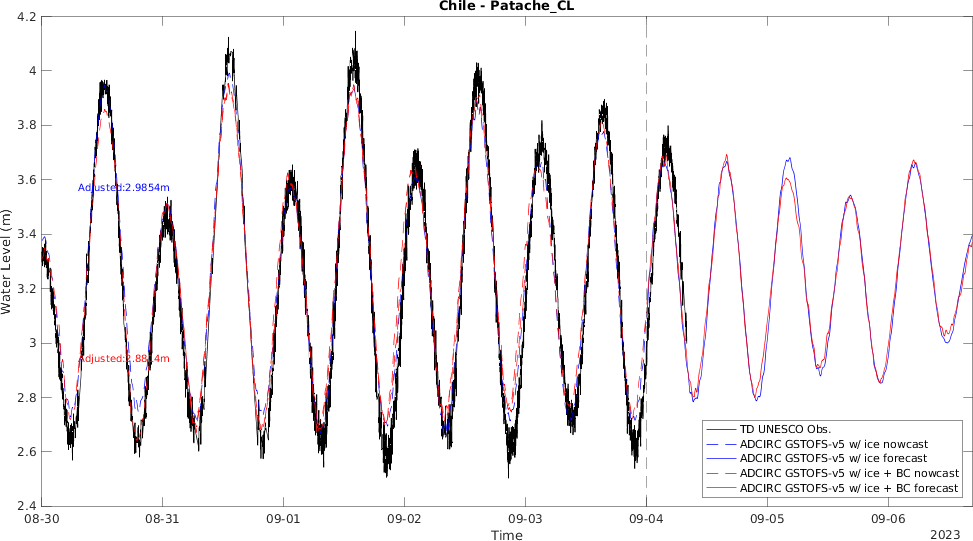 Chile - Patache_CL
4.2
4
3.8
3.6
3.4
3.2
3
2.8
2.6
2.4
Water Level (m)
Adjusted:2.9854m
TD UNESCO Obs.
ADCIRC GSTOFS-v5 w/ ice nowcast
ADCIRC GSTOFS-v5 w/ ice forecast
ADCIRC GSTOFS-v5 w/ ice + BC nowcast
ADCIRC GSTOFS-v5 w/ ice + BC forecast
08-30 08-31 09-01 09-02 09-03 09-04 09-05 09-06
Time
2023